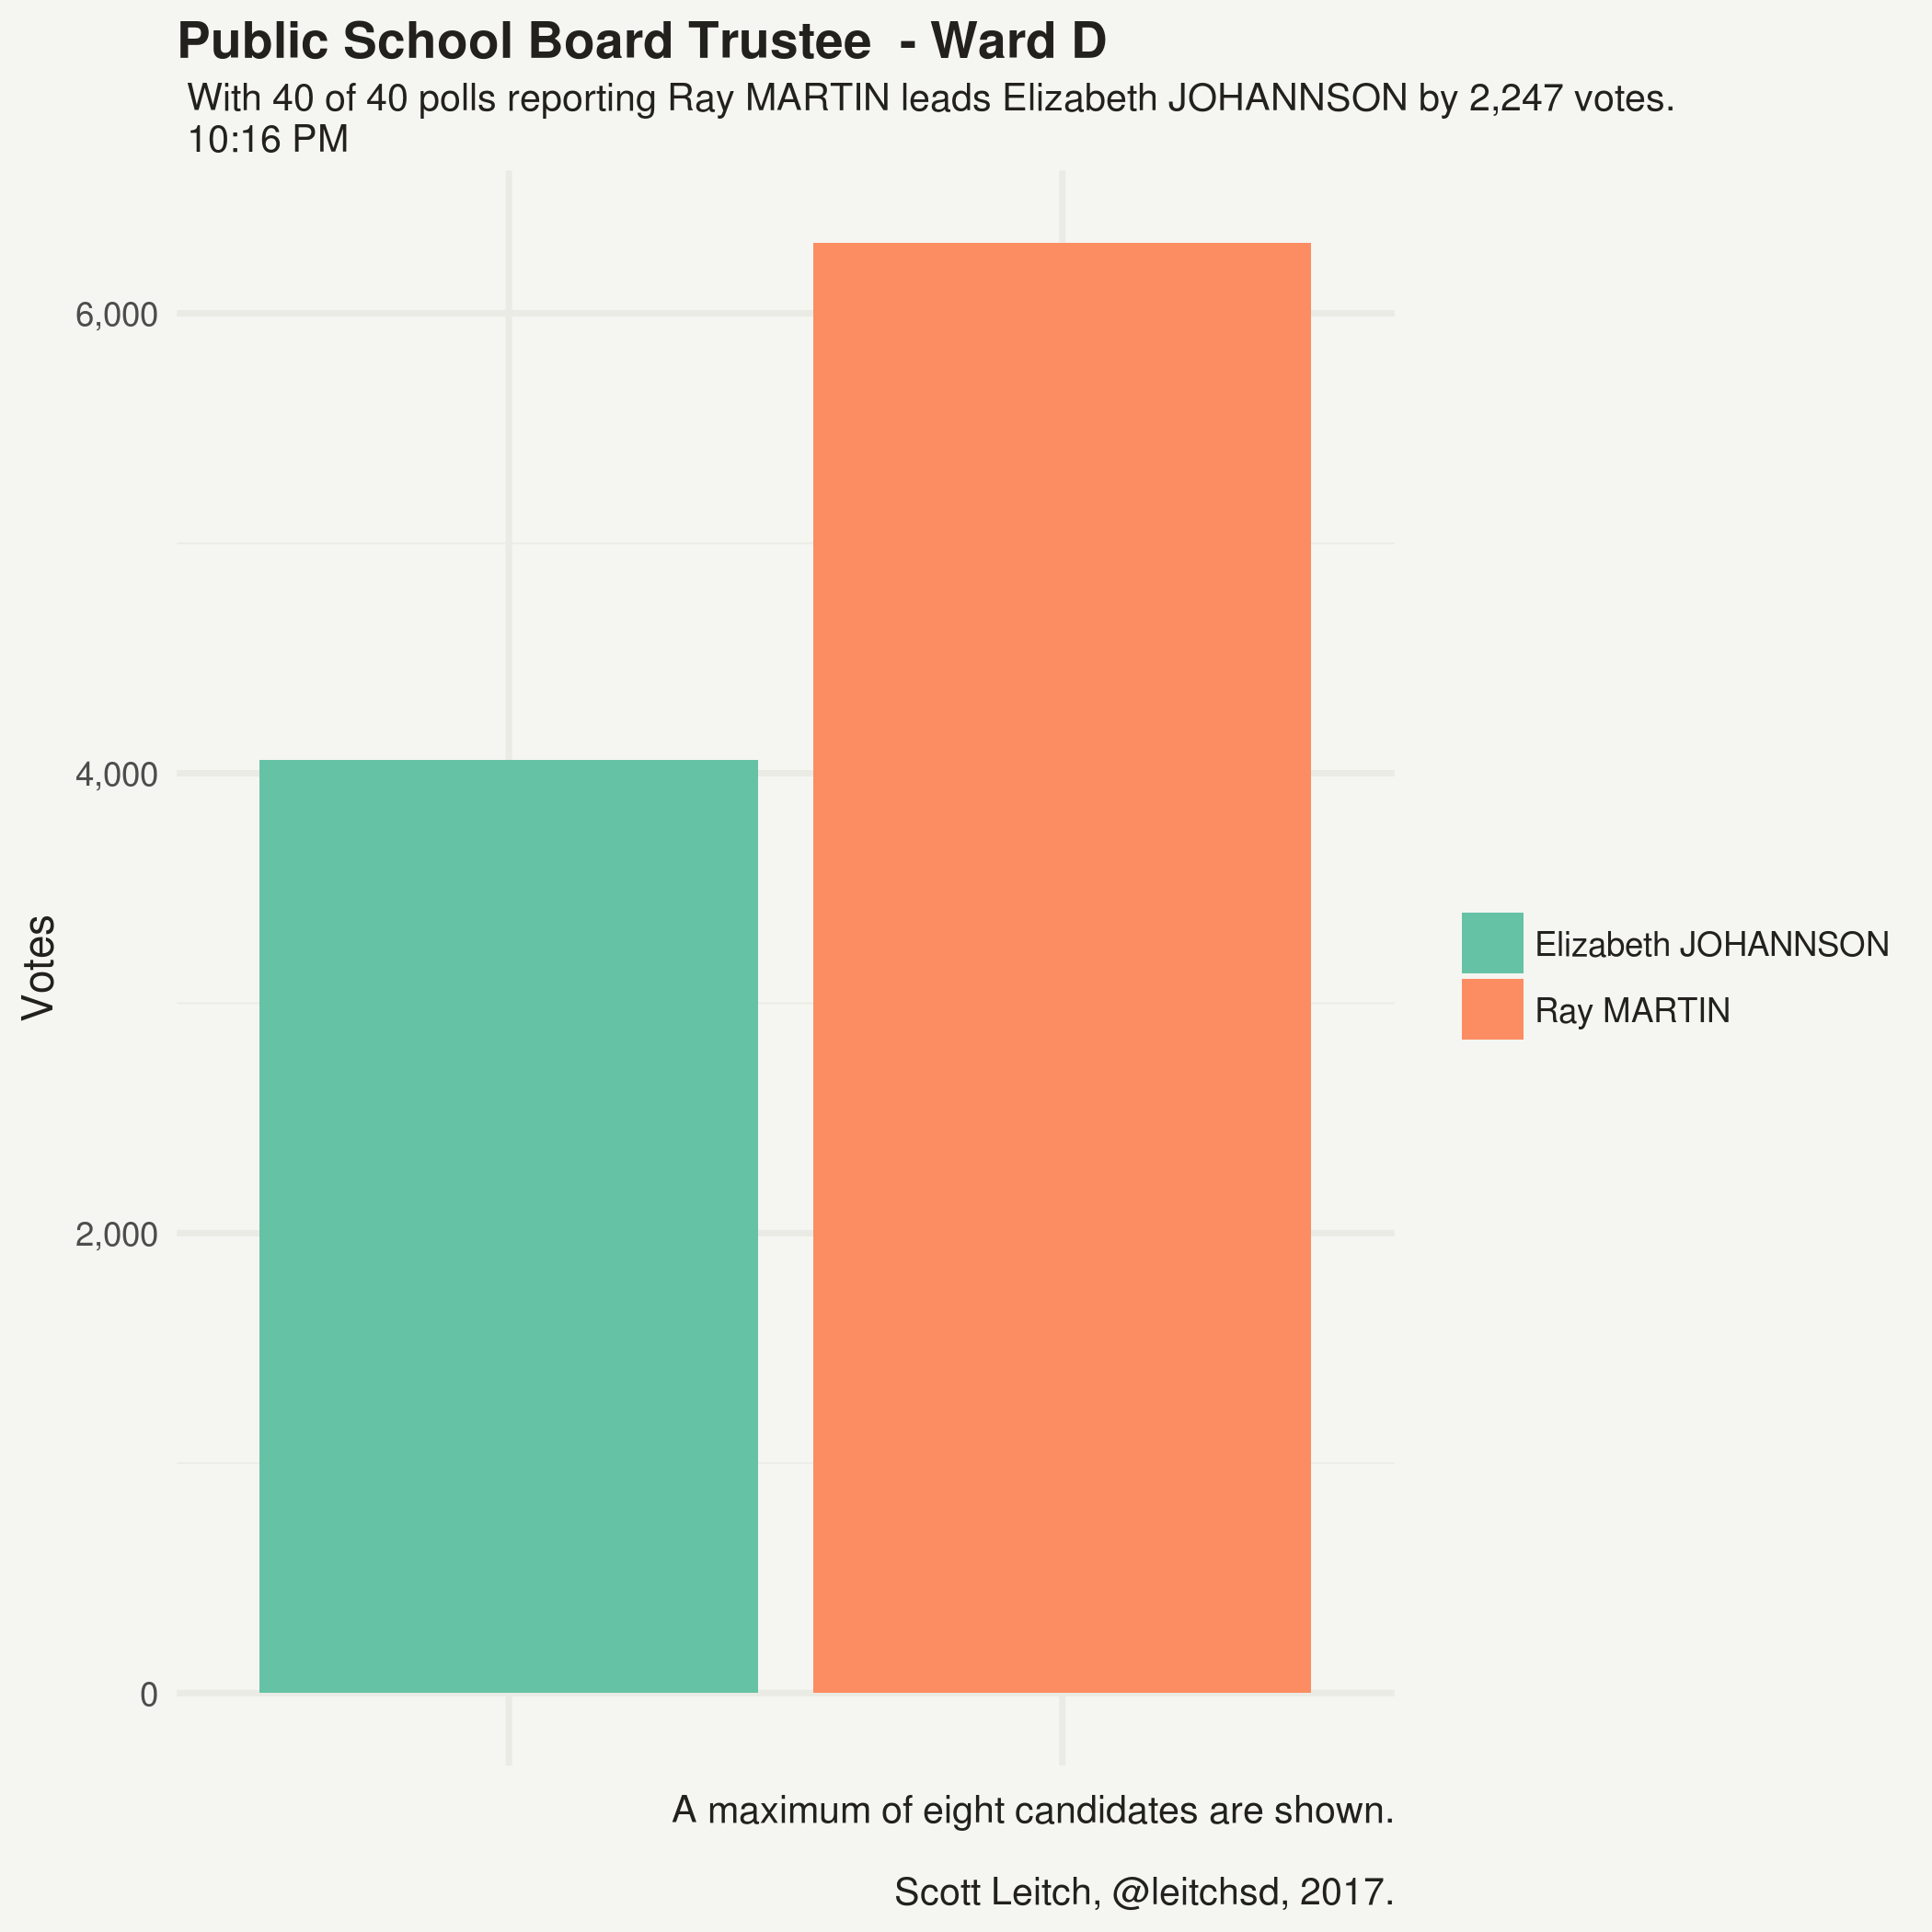 Public School Board Trustee  - Ward D
With 40 of 40 polls reporting Ray MARTIN leads Elizabeth JOHANNSON by 2,247 votes.
10:16 PM
6,000
4,000
2,000
0
Votes
Elizabeth JOHANNSON
Ray MARTIN
A maximum of eight candidates are shown.
Scott Leitch, @leitchsd, 2017.